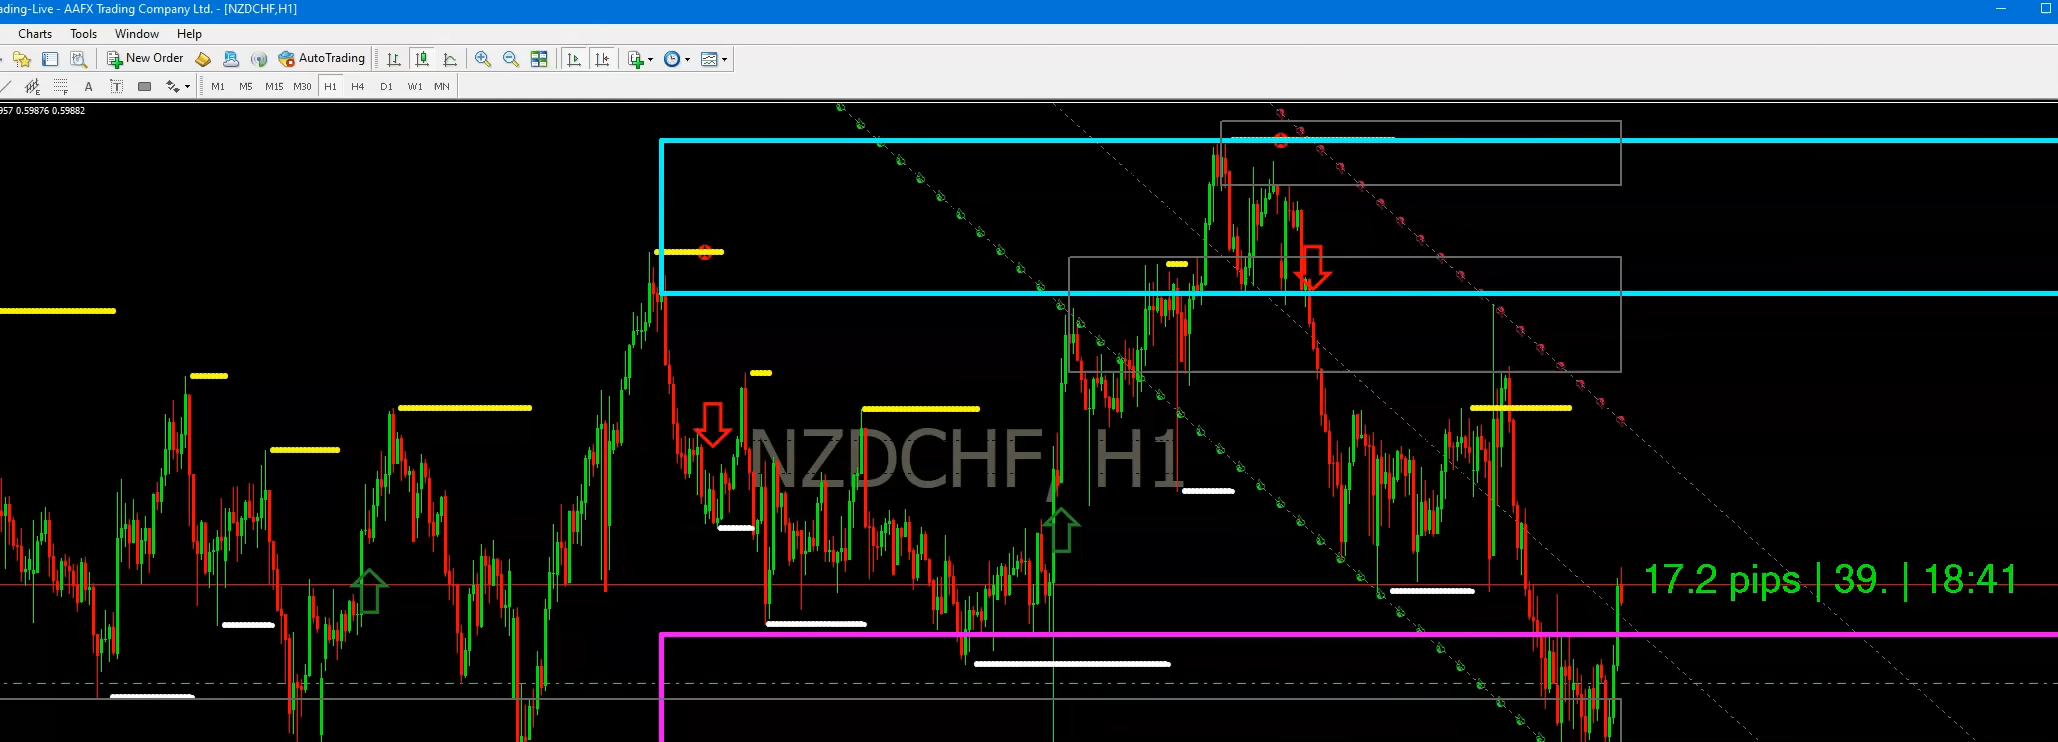 ading-Live - AAFX Trading Company Ltd. - [NZDCHF,H1]
Charts Tools Window Help
New Order AutoTrading
A T M1 M5 M15 M30 H1 H4 D1 W1 MN
957 0.59876 0.59882
NZDCHF, H1
17.2 pips | 39. | 18:41